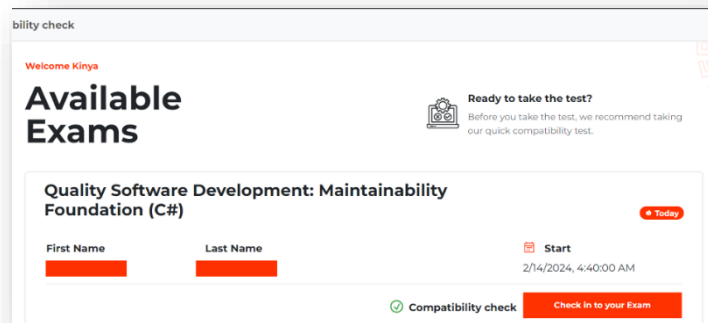 bility check
Welcome Kinya
Available
Exams
Ready to take the test?
Before you take the test, we recommend taking
our quick compatibility test.
Quality Software Development: Maintainability
Foundation (C#)
Today
First Name
Last Name
Start
2/14/2024, 4:40:00 AM
Compatibility check
Check in to your Exam